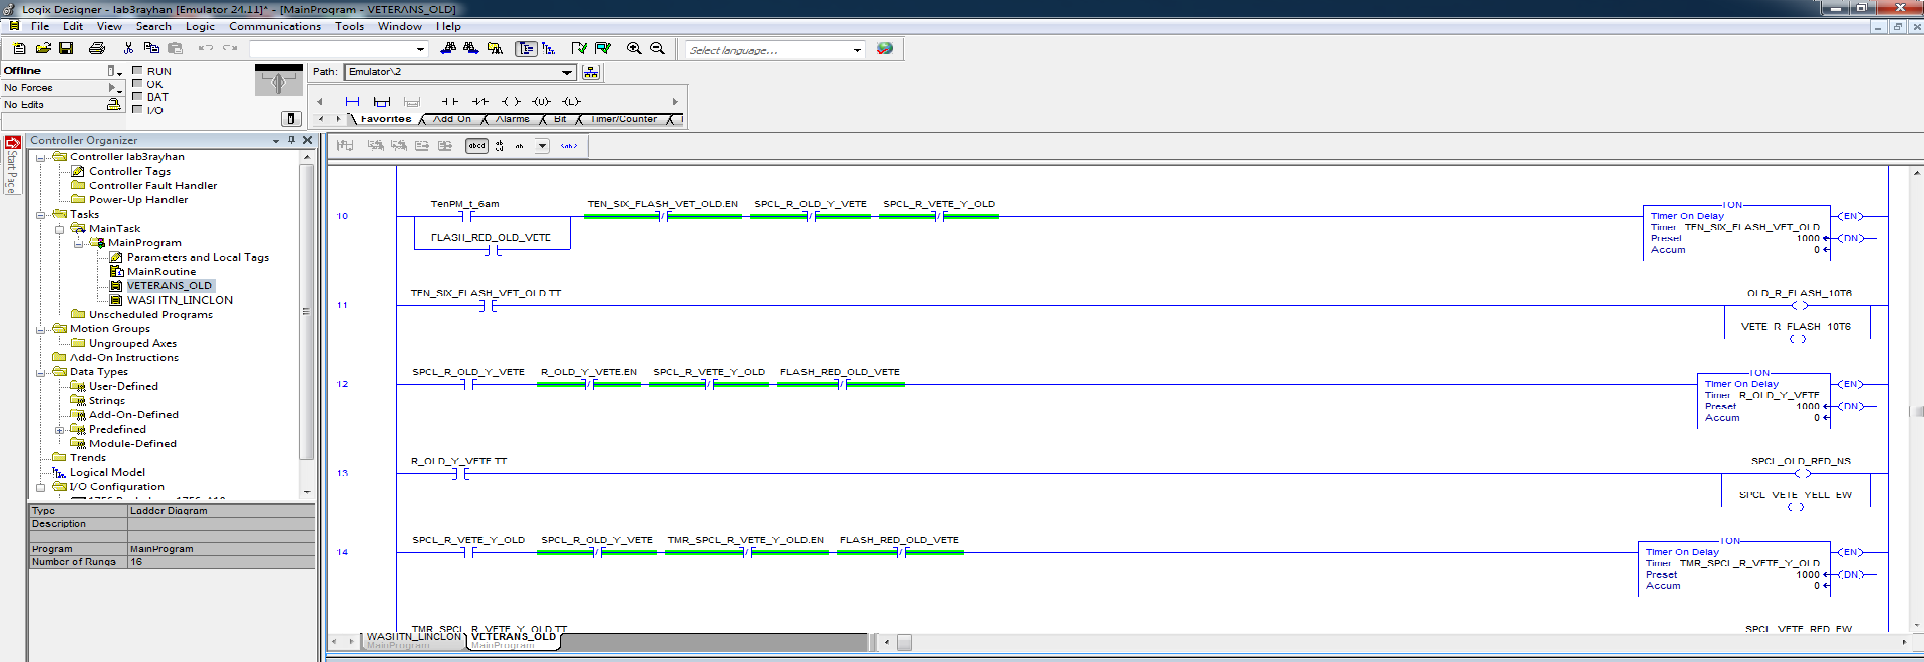 Logix Designer - lab3rayhan [Emulator 24.11]* - [MainProgram - VETERANS_OLD]
File Edit View Search Logic Communications Tools Window Help
Select language...
Offline RUN
No Forces OK
No Edits BAT
I/O
Path: Emulator\2
Favorites Add-On Alarms Bit Timer/Counter
Start Page
Controller Organizer
Controller lab3rayhan
Controller Tags
Controller Fault Handler
Power-Up Handler
Tasks
MainTask
MainProgram
Parameters and Local Tags
MainRoutine
VETERANS_OLD
WASHTN_LINCLON
Unscheduled Programs
Motion Groups
Ungrouped Axes
Add-On Instructions
Data Types
User-Defined
Strings
Add-On-Defined
Predefined
Module-Defined
Trends
Logical Model
I/O Configuration
Type Ladder Diagram
Description
Program MainProgram
Number of Rungs 16
abcd
10
TenPM_t_6am TEN_SIX_FLASH_VET_OLD.EN SPCL_R_OLD_Y_VETE SPCL_R_VETE_Y_OLD
FLASH_RED_OLD_VETE
TON
Timer On Delay EN
Timer TEN_SIX_FLASH_VET_OLD
Preset 1000 DN
Accum 0
11
TEN_SIX_FLASH_VET_OLD.TT OLD_R_FLASH_10T6
VETE_R_FLASH_10T6
12
SPCL_R_OLD_Y_VETE R_OLD_Y_VETE.EN SPCL_R_VETE_Y_OLD FLASH_RED_OLD_VETE
TON
Timer On Delay EN
Timer R_OLD_Y_VETE
Preset 1000 DN
Accum 0
13
R_OLD_Y_VETE.TT SPCL_OLD_RED_NS
SPCL_VETE_YELL_EW
14
SPCL_R_VETE_Y_OLD SPCL_R_OLD_Y_VETE TMR_SPCL_R_VETE_Y_OLD.EN FLASH_RED_OLD_VETE
TON
Timer On Delay EN
Timer TMR_SPCL_R_VETE_Y_OLD
Preset 1000 DN
Accum 0
TMR_SPCL_R_VETE_Y_OLD.TT SPCL_VETE_RED_EW
WASHTN_LINCLON VETERANS_OLD
MainProgram MainProgram